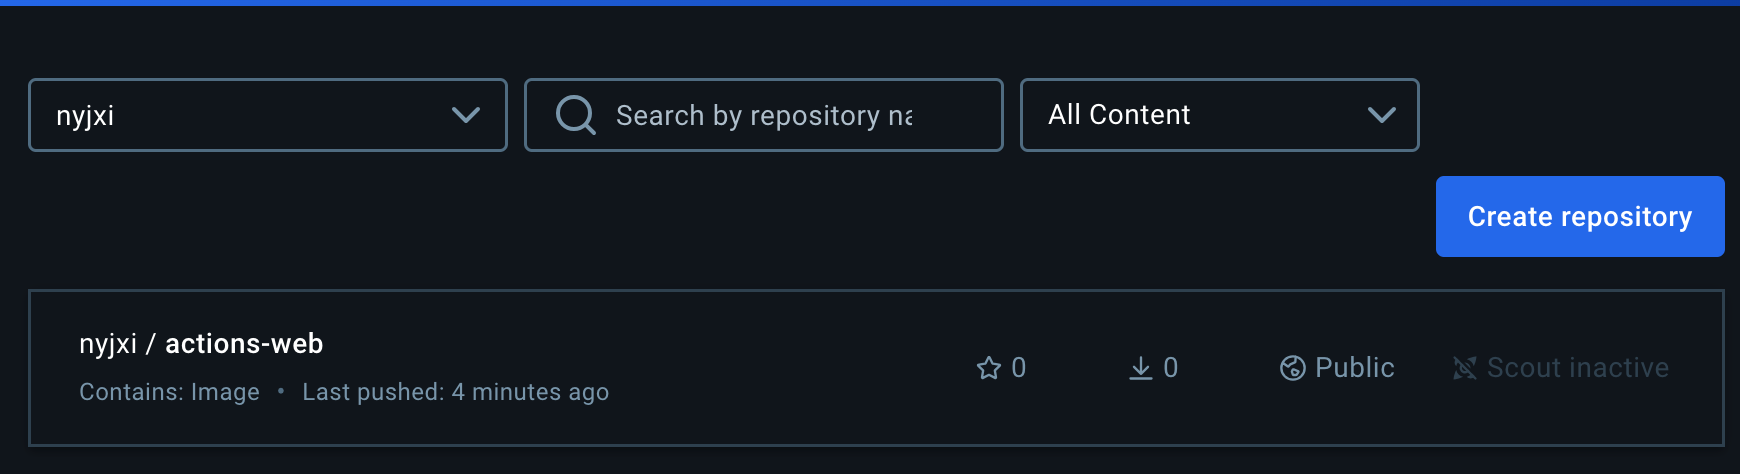 nyjxi
Search by repository na
All Content
Create repository
nyjxi / actions-web
Contains: Image • Last pushed: 4 minutes ago
0
0
Public
Scout inactive